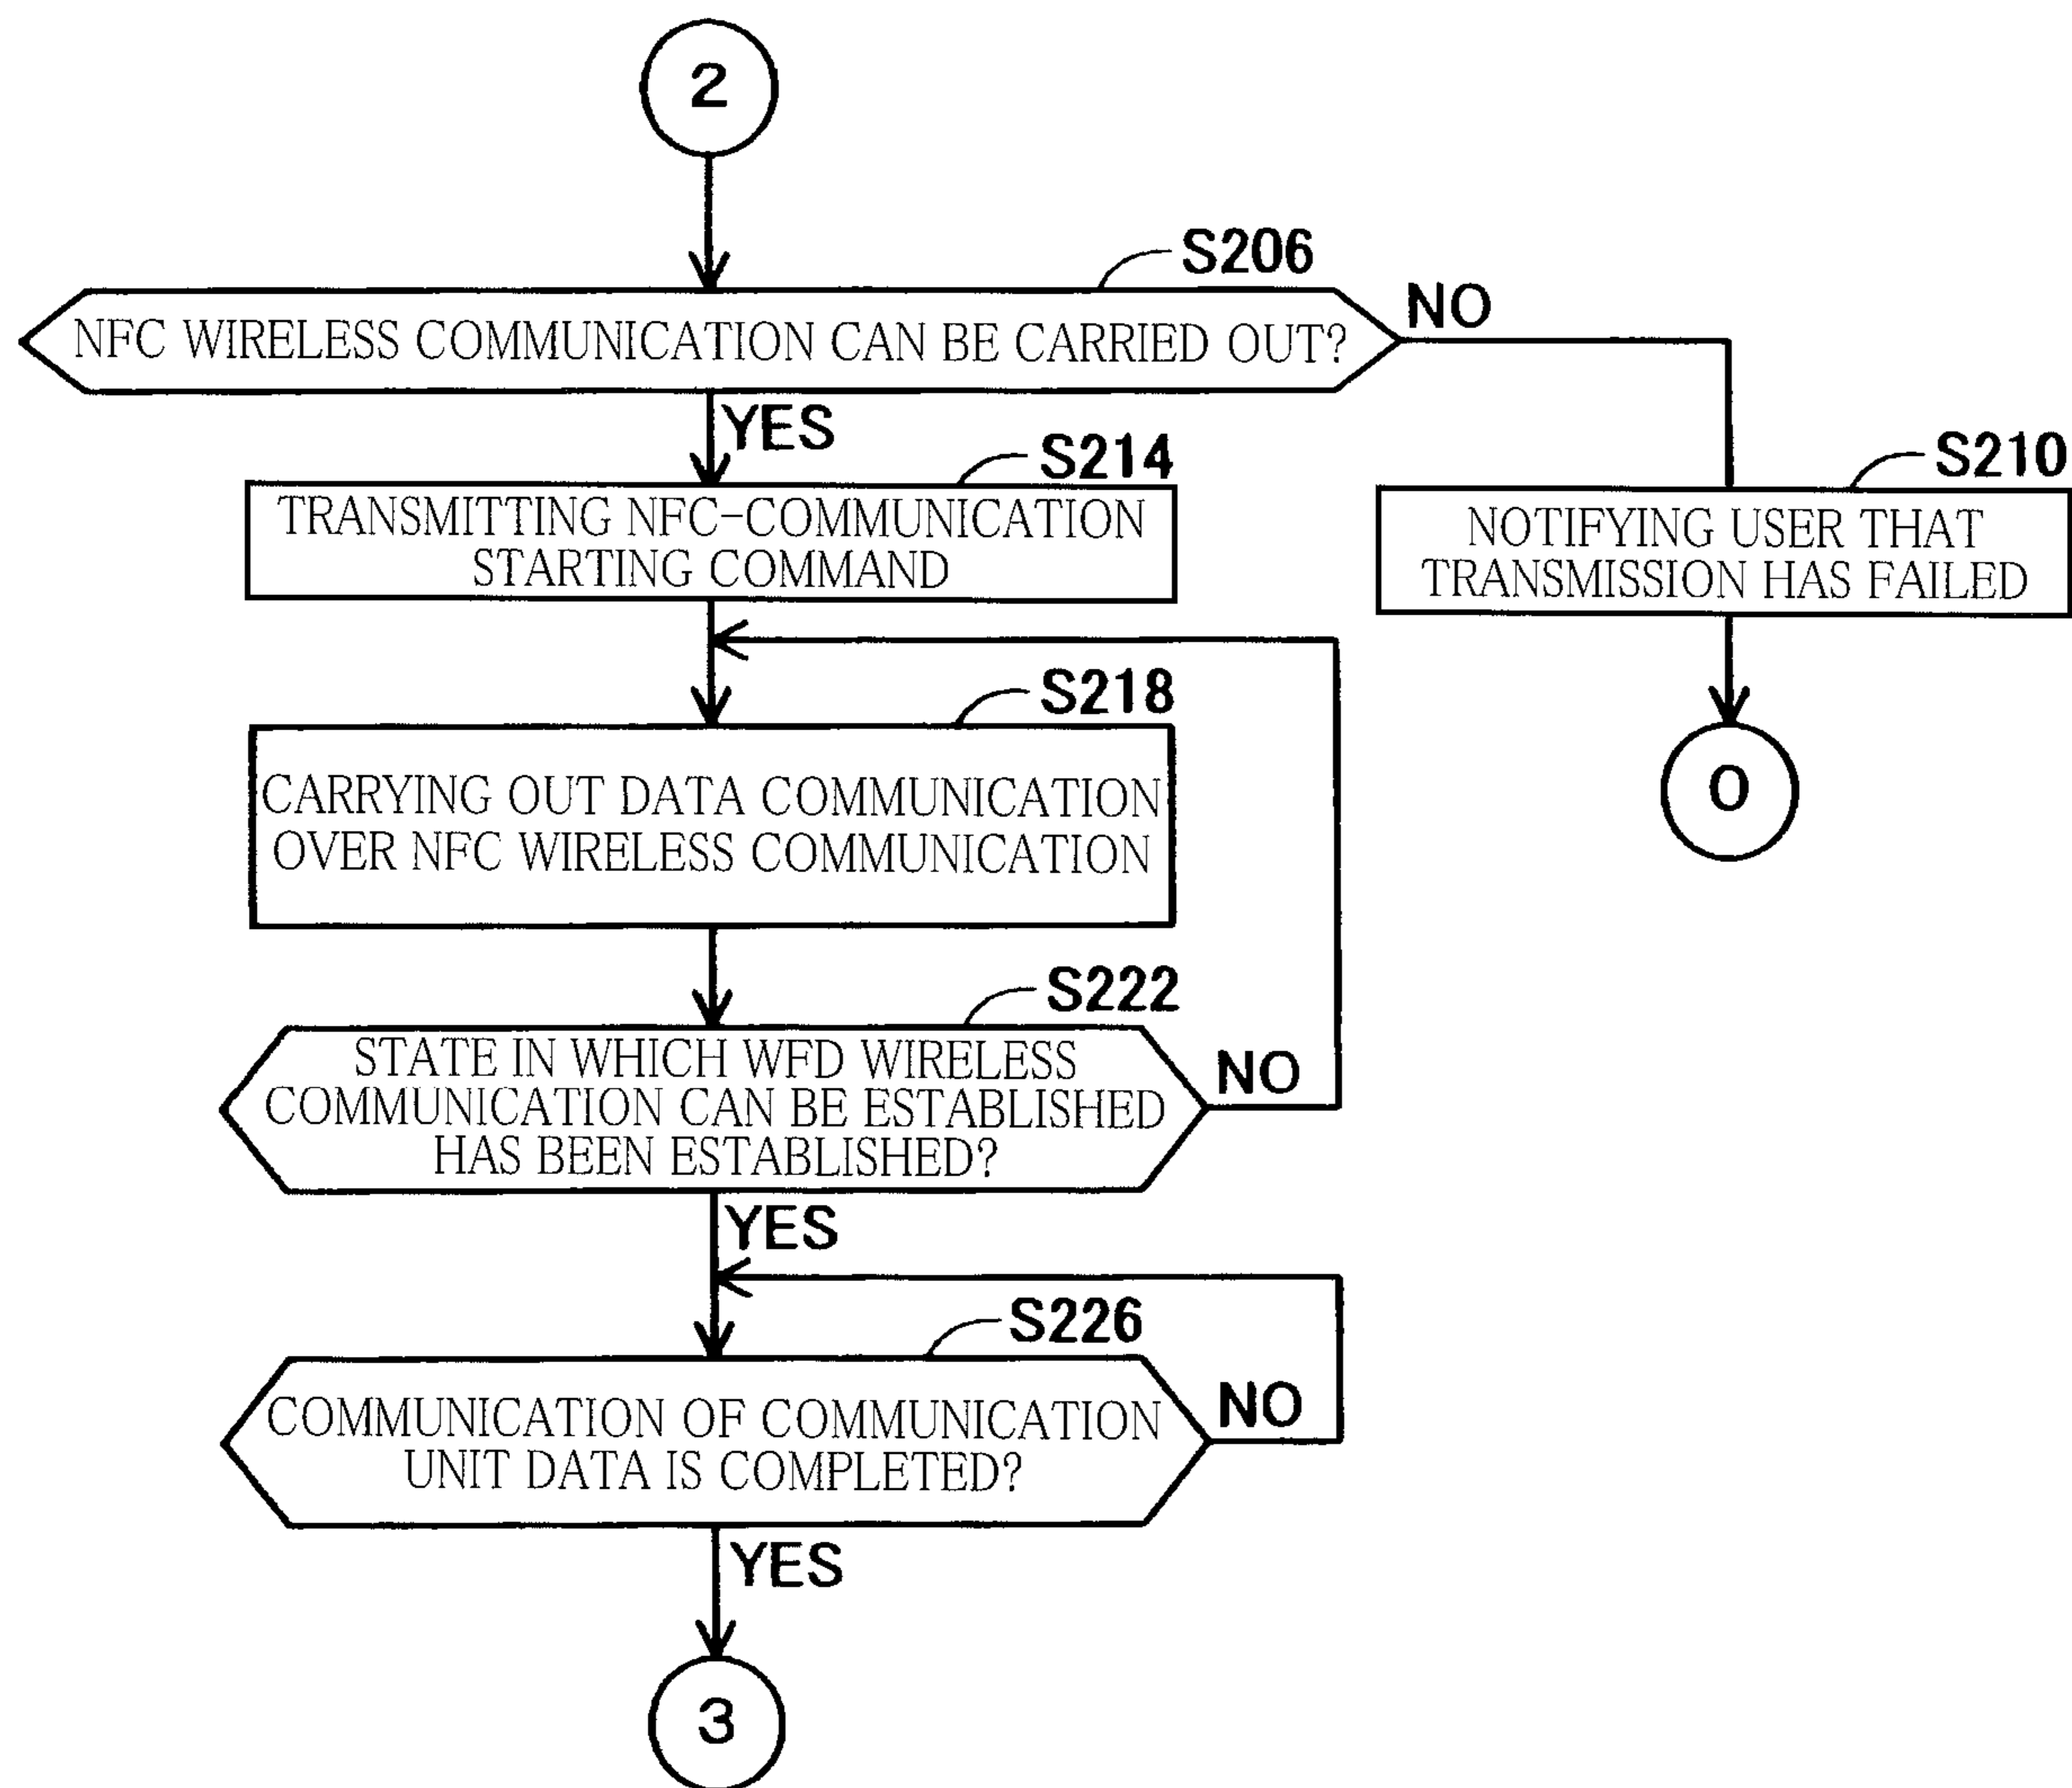 2
S206
NFC WIRELESS COMMUNICATION CAN BE CARRIED OUT?
NO
YES
S214
TRANSMITTING NFC-COMMUNICATION
STARTING COMMAND
S210
NOTIFYING USER THAT
TRANSMISSION HAS FAILED
0
S218
CARRYING OUT DATA COMMUNICATION
OVER NFC WIRELESS COMMUNICATION
S222
STATE IN WHICH WFD WIRELESS
COMMUNICATION CAN BE ESTABLISHED
HAS BEEN ESTABLISHED?
NO
YES
S226
COMMUNICATION OF COMMUNICATION
UNIT DATA IS COMPLETED?
NO
YES
3